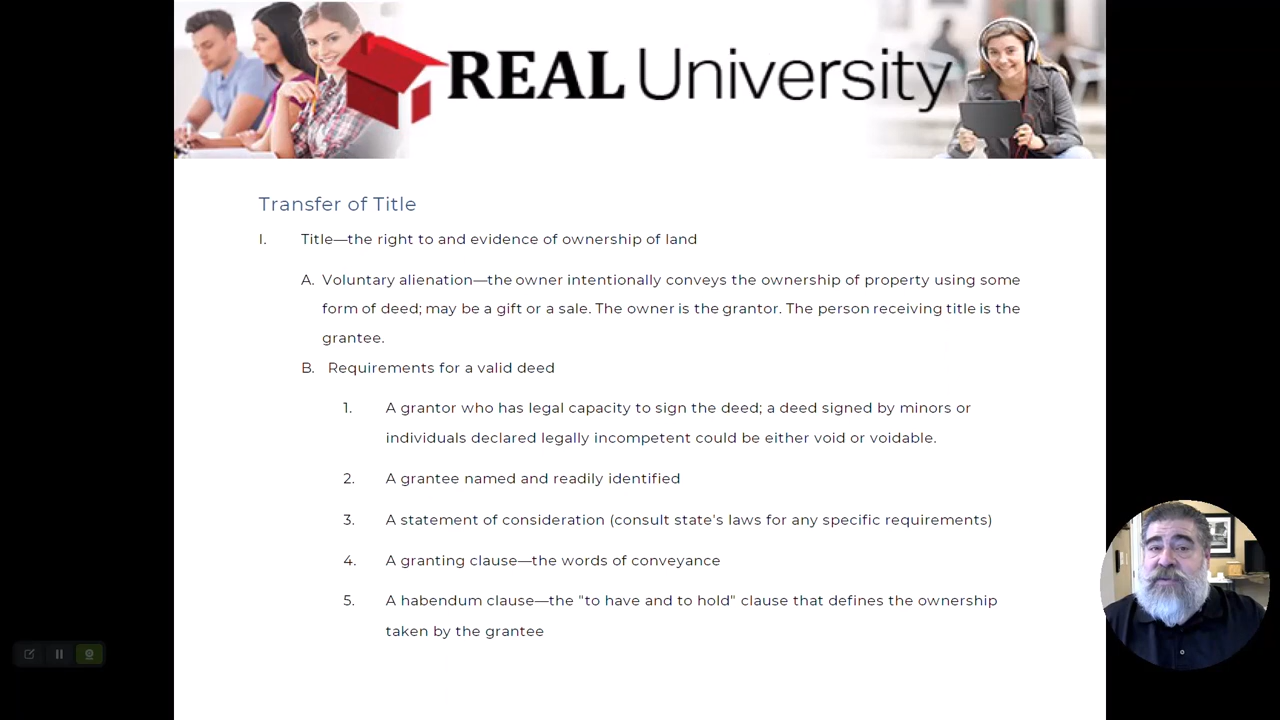 REAL University
Transfer of Title
I. Title—the right to and evidence of ownership of land
A. Voluntary alienation—the owner intentionally conveys the ownership of property using some
form of deed; may be a gift or a sale. The owner is the grantor. The person receiving title is the
grantee.
B. Requirements for a valid deed
1. A grantor who has legal capacity to sign the deed; a deed signed by minors or
individuals declared legally incompetent could be either void or voidable.
2. A grantee named and readily identified
3. A statement of consideration (consult state's laws for any specific requirements)
4. A granting clause—the words of conveyance
5. A habendum clause—the "to have and to hold" clause that defines the ownership
taken by the grantee